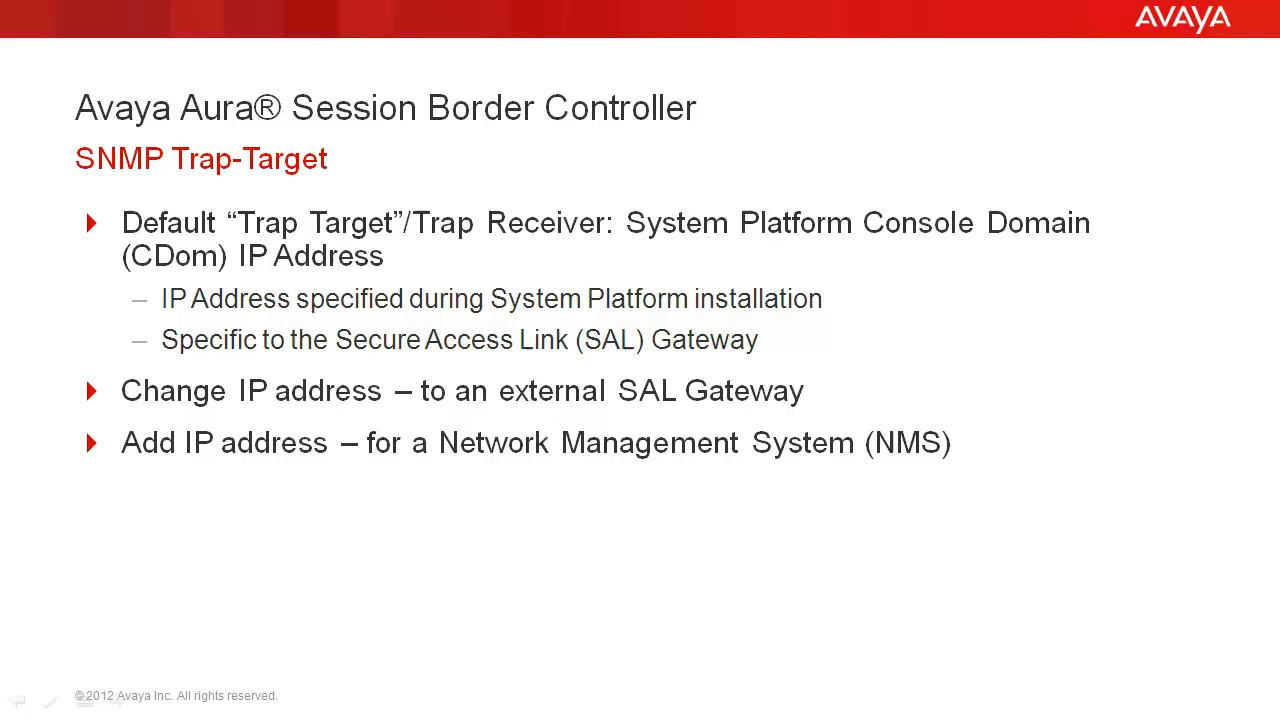 AVAYA
Avaya Aura® Session Border Controller
SNMP Trap-Target
Default “Trap Target”/Trap Receiver: System Platform Console Domain
(CDom) IP Address
– IP Address specified during System Platform installation
– Specific to the Secure Access Link (SAL) Gateway
Change IP address – to an external SAL Gateway
Add IP address – for a Network Management System (NMS)
©2012 Avaya Inc. All rights reserved.